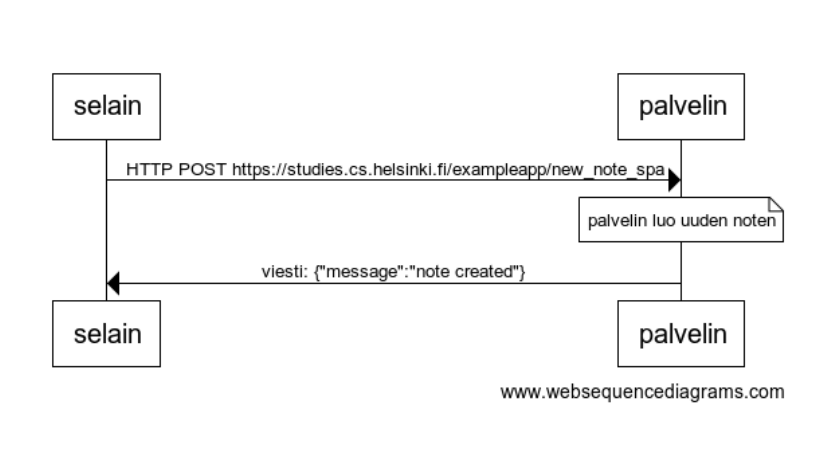 selain
palvelin
HTTP POST https://studies.cs.helsinki.fi/exampleapp/new_note_spa
palvelin luo uuden noten
viesti: {"message":"note created"}
selain
palvelin
www.websequencediagrams.com